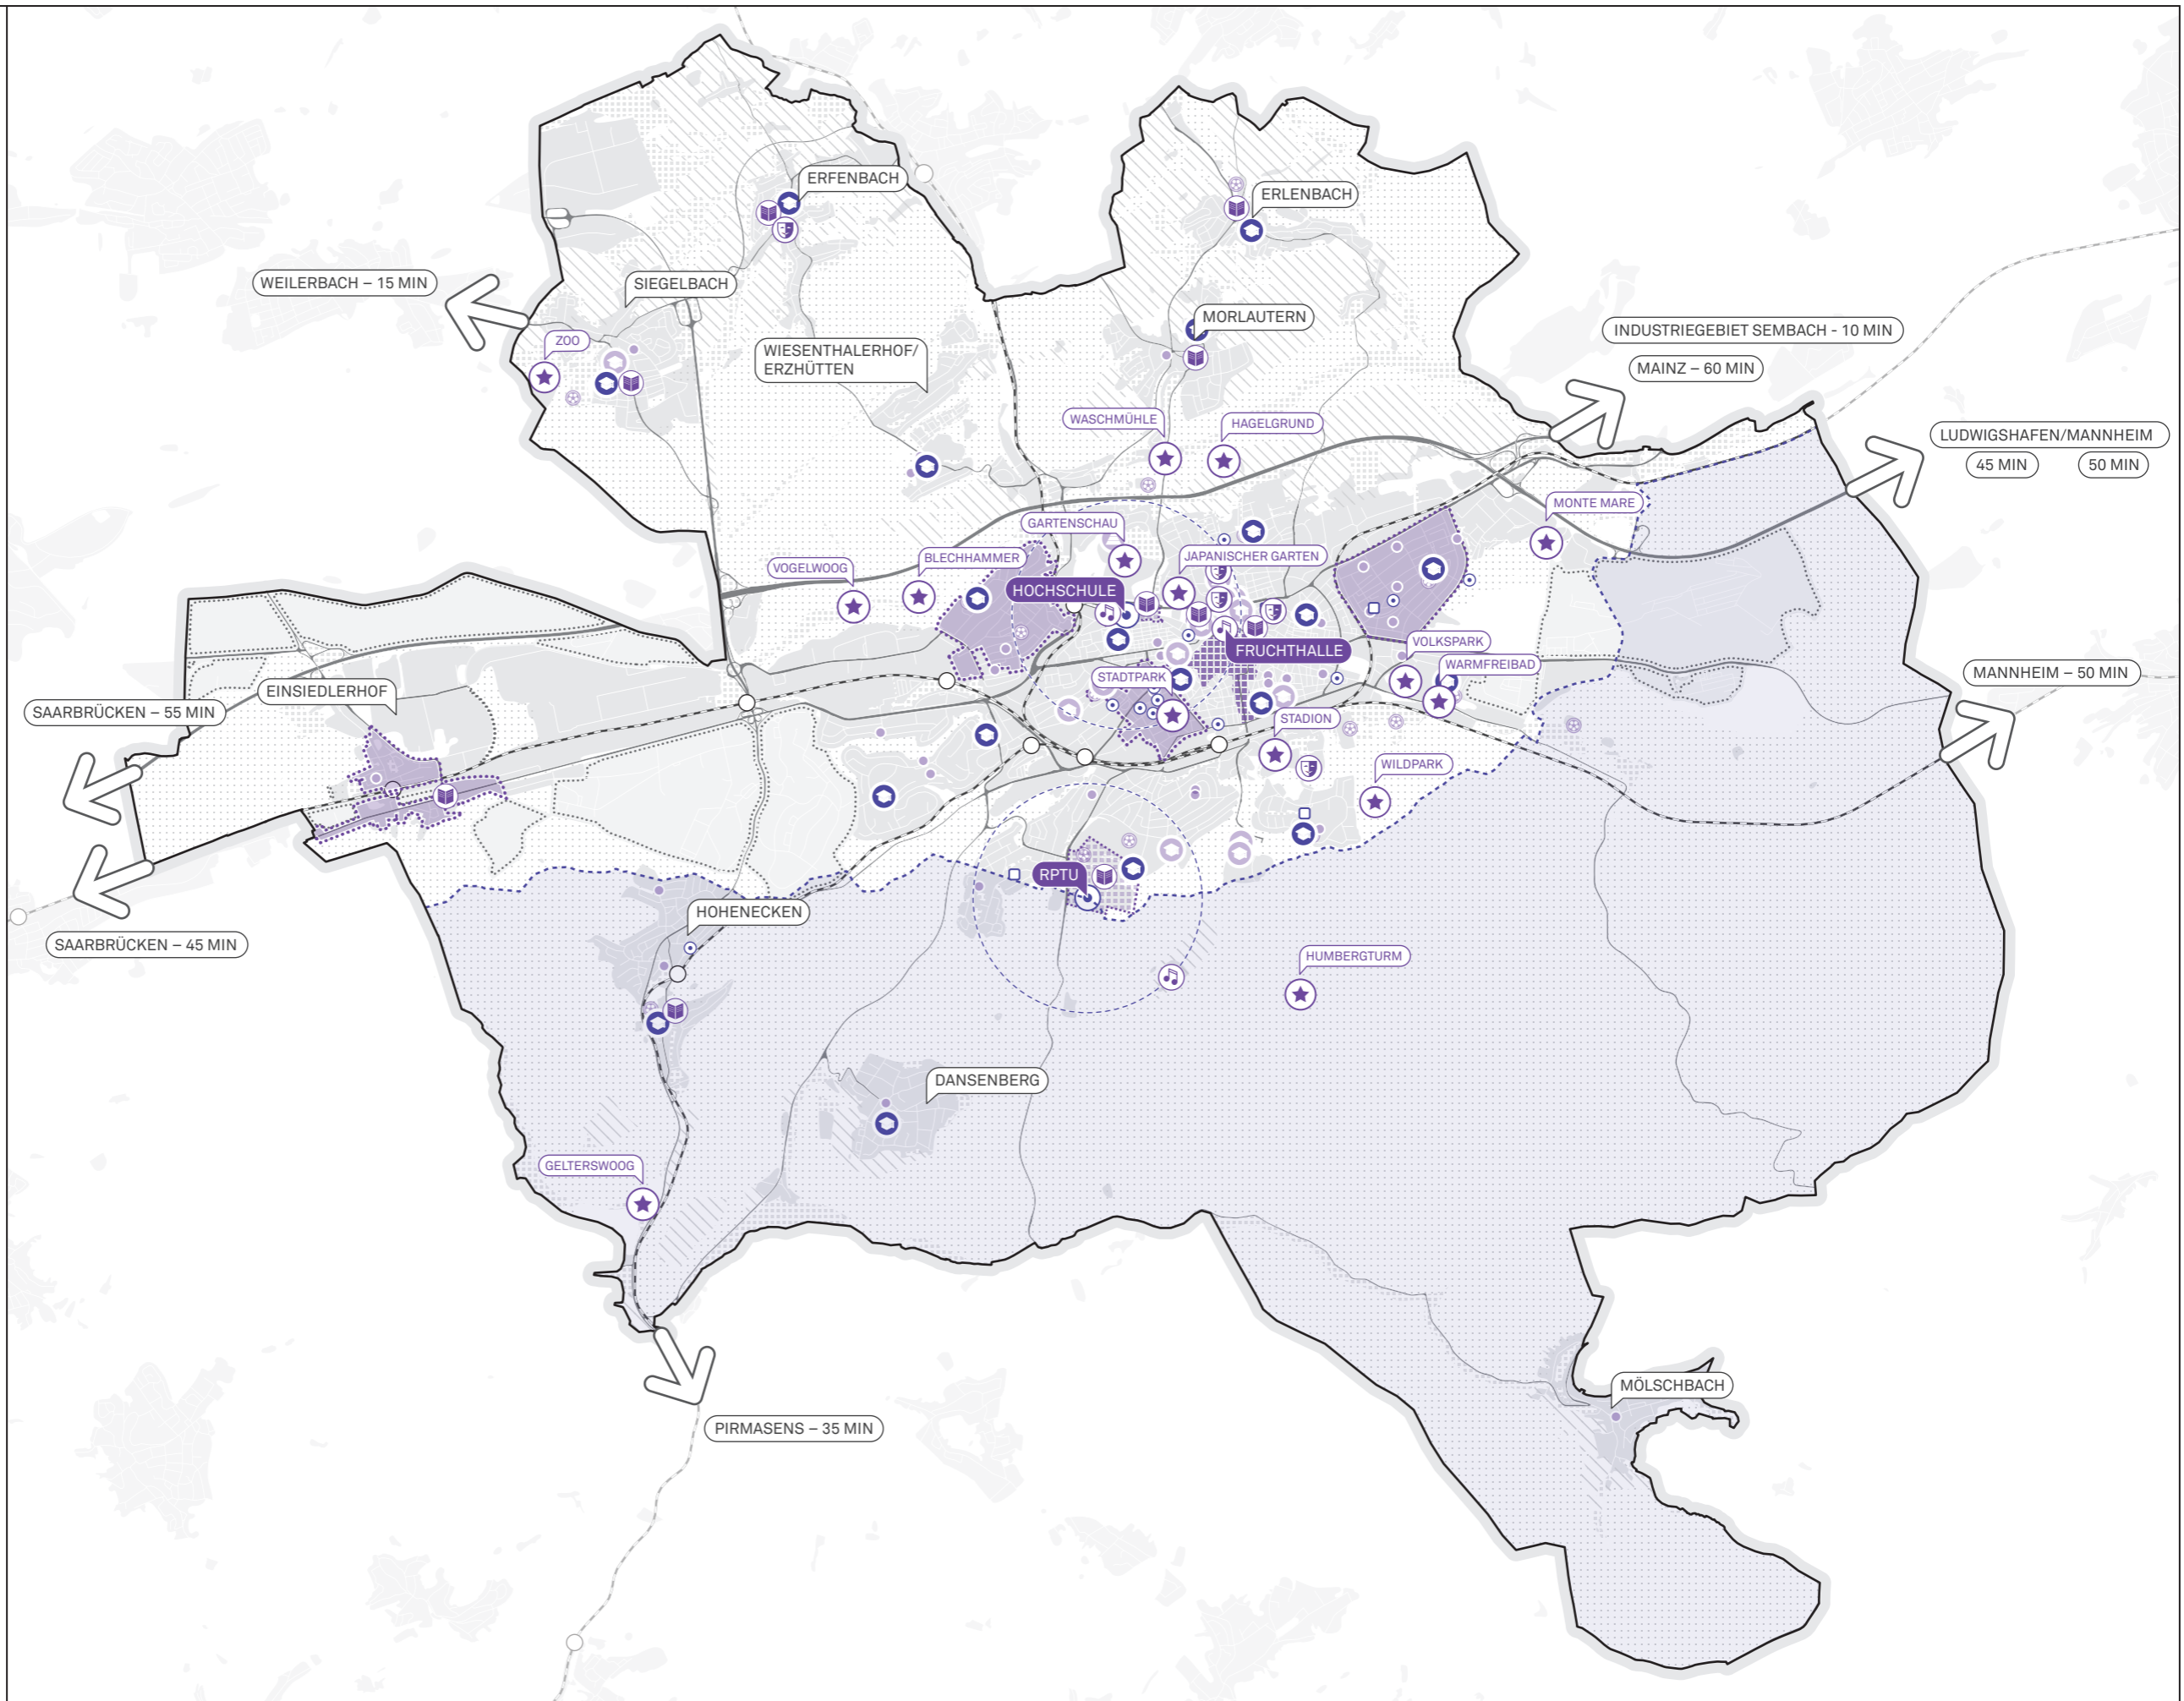 ERFENBACH
ERLENBACH
WEILERBACH – 15 MIN
SIEGELBACH
MORLAUTERN
INDUSTRIEGEBIET SEMBACH - 10 MIN
ZOO
WIESENTHALERHOF/
ERZHÜTTEN
MAINZ – 60 MIN
WASCHMÜHLE
HAGELGRUND
LUDWIGSHAFEN/MANNHEIM
45 MIN
50 MIN
MONTE MARE
GARTENSCHAU
JAPANISCHER GARTEN
BLECHHAMMER
VOGELWOOG
HOCHSCHULE
VOLKSPARK
FRUCHTHALLE
WARMFREIBAD
STADTPARK
MANNHEIM – 50 MIN
EINSIEDLERHOF
SAARBRÜCKEN – 55 MIN
STADION
WILDPARK
RPTU
HOHENECKEN
SAARBRÜCKEN – 45 MIN
HUMBERGTURM
DANSENBERG
GELTERSWOOG
MÖLSCHBACH
PIRMASENS – 35 MIN